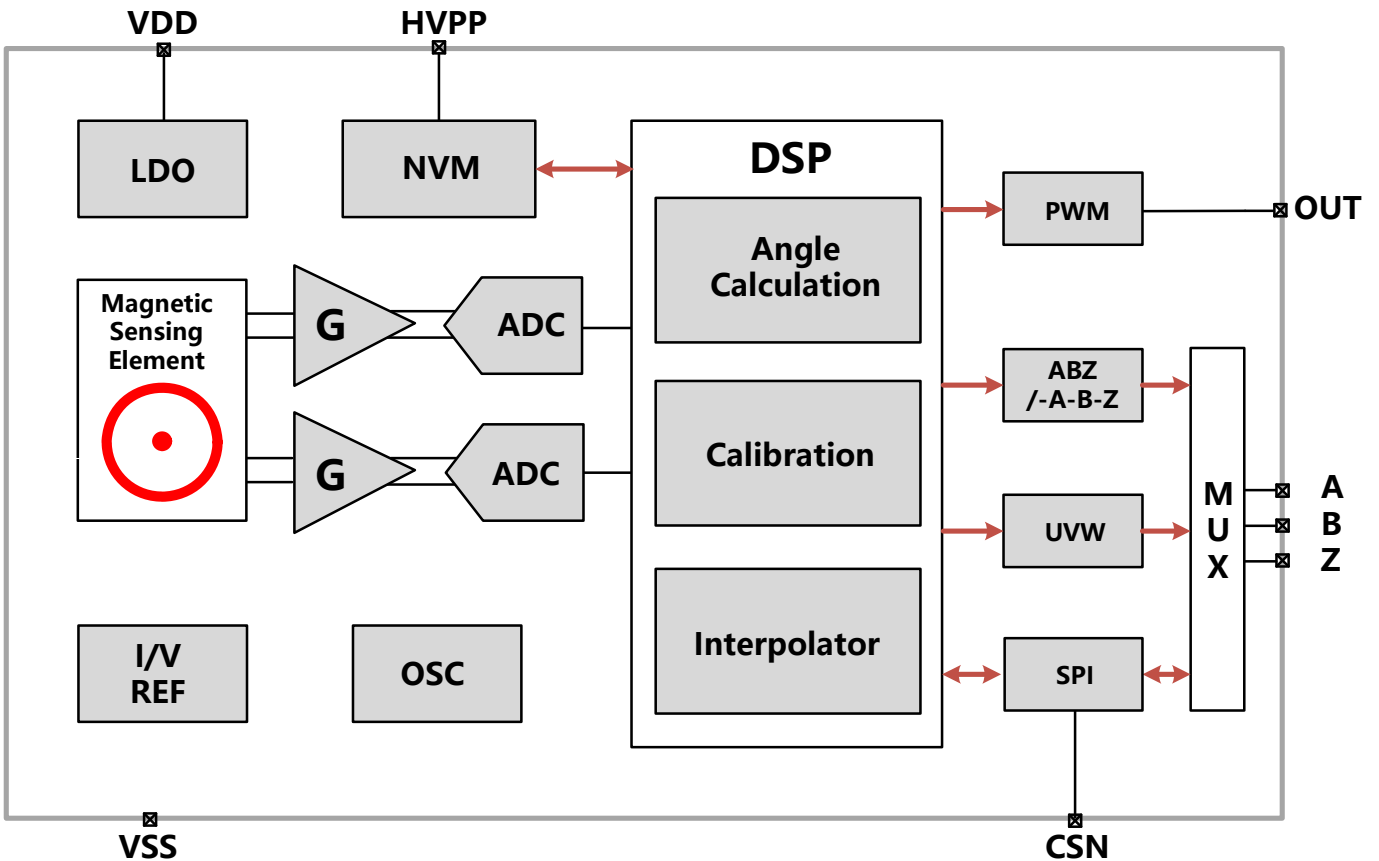 VDD
HVPP
LDO
NVM
DSP
Angle
Calculation
PWM
OUT
Magnetic
Sensing
Element
G
ADC
ABZ
/-A-B-Z
G
ADC
Calibration
UVW
M
U
X
A
B
Z
I/V
REF
OSC
Interpolator
SPI
VSS
CSN